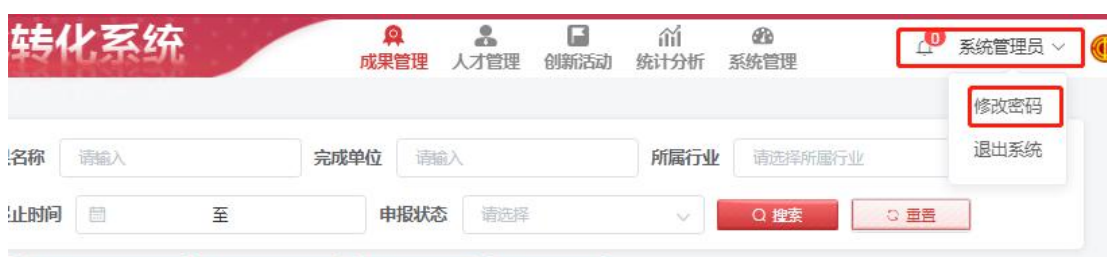 转化系统
成果管理 人才管理 创新活动 统计分析 系统管理 0 系统管理员
修改密码
退出系统
名称 请输入 完成单位 请输入 所属行业 请选择所属行业
止时间 至 申报状态 请选择 搜索 重置